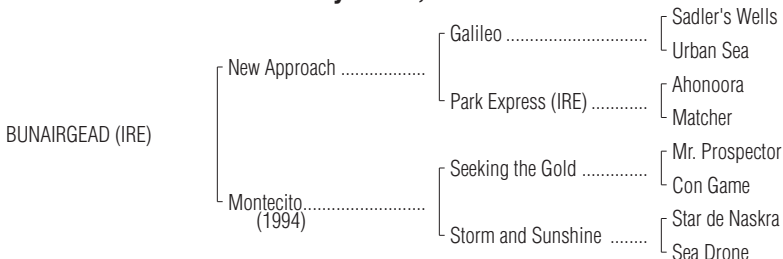 Sadler's Wells
Galileo ..............................
Urban Sea
New Approach ..................
Ahonoora
Park Express (IRE) ............
Matcher
BUNAIRGEAD (IRE)
Mr. Prospector
Seeking the Gold ..............
Con Game
Montecito..........................
(1994)
Star de Naskra
Storm and Sunshine ........
Sea Drone